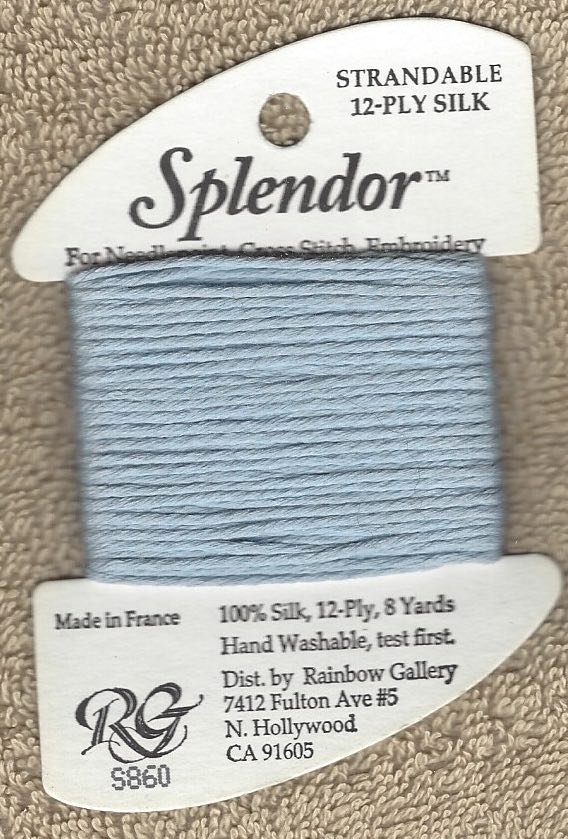 STRANDABLE
12-PLY SILK
Splendor™
For Needlepoint, Cross Stitch, Embroidery
Made in France
100% Silk, 12-Ply, 8 Yards
Hand Washable, test first.
Dist. by Rainbow Gallery
7412 Fulton Ave #5
N. Hollywood
CA 91605
RG
S860